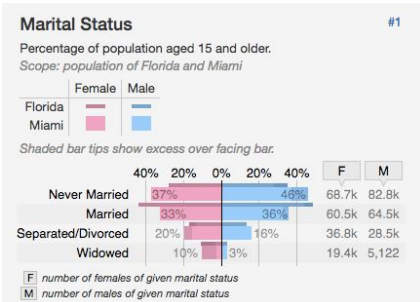 Marital Status #1
Percentage of population aged 15 and older.
Scope: population of Florida and Miami
Female Male
Florida
Miami
Shaded bar tips show excess over facing bar.
40% 20% 0% 20% 40% F M
Never Married 37% 46% 68.7k 82.8k
Married 33% 36% 60.5k 64.5k
Separated/Divorced 20% 16% 36.8k 28.5k
Widowed 10% 3% 19.4k 5,122
F number of females of given marital status
M number of males of given marital status